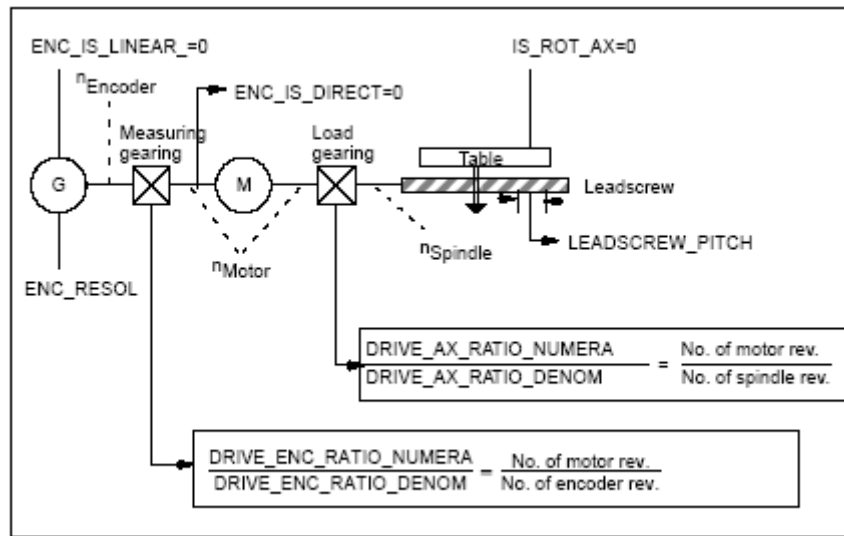 ENC_IS_LINEAR_=0
IS_ROT_AX=0
nEncoder
ENC_IS_DIRECT=0
Measuring
gearing
Load
gearing
Table
G
M
Leadscrew
nMotor
nSpindle
LEADSCREW_PITCH
ENC_RESOL
DRIVE_AX_RATIO_NUMERA
DRIVE_AX_RATIO_DENOM
=
No. of motor rev.
No. of spindle rev.
DRIVE_ENC_RATIO_NUMERA
DRIVE_ENC_RATIO_DENOM
=
No. of motor rev.
No. of encoder rev.